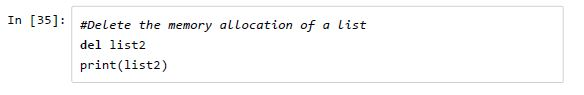 In [35]: #Delete the memory allocation of a list
del list2
print(list2)